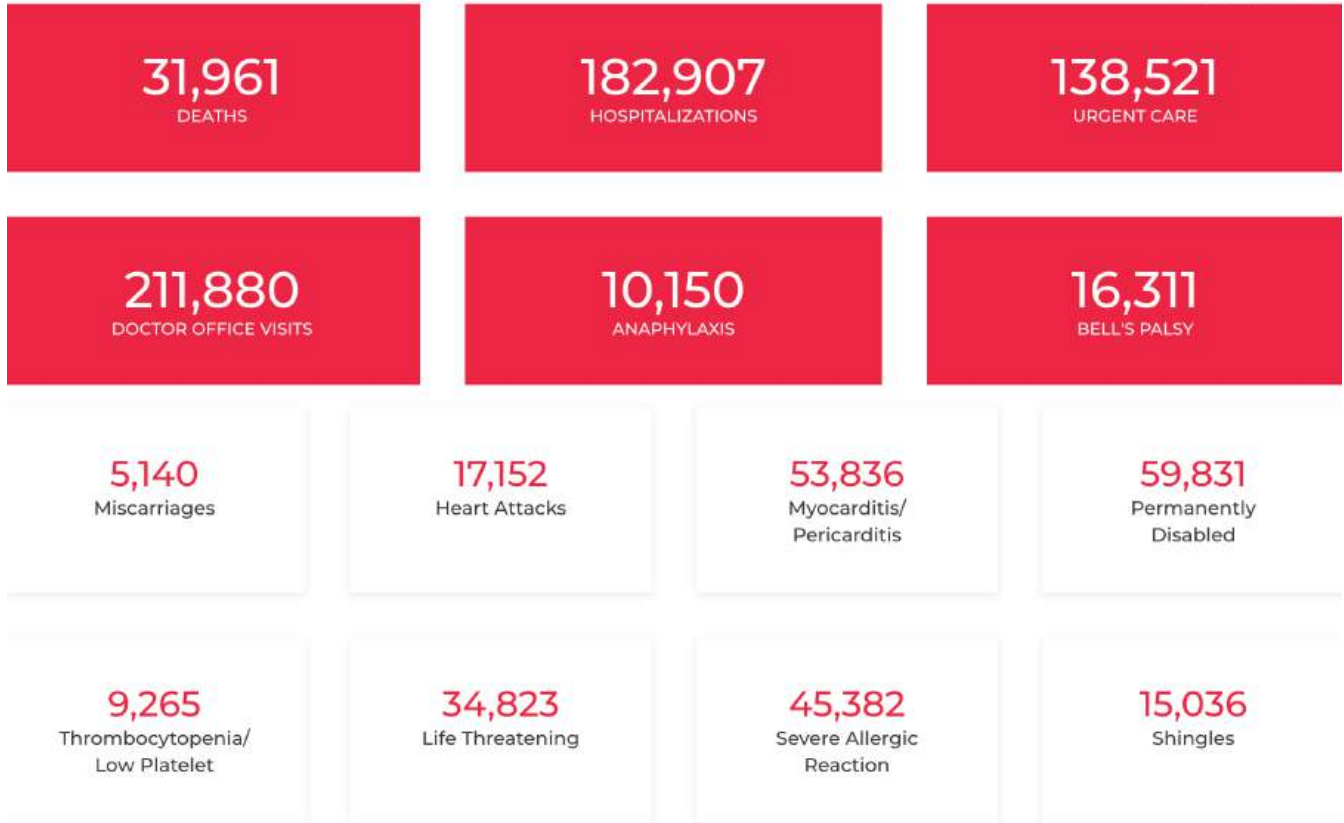 31,961
DEATHS
182,907
HOSPITALIZATIONS
138,521
URGENT CARE
211,880
DOCTOR OFFICE VISITS
10,150
ANAPHYLAXIS
16,311
BELL'S PALSY
5,140
Miscarriages
17,152
Heart Attacks
53,836
Myocarditis/
Pericarditis
59,831
Permanently
Disabled
9,265
Thrombocytopenia/
Low Platelet
34,823
Life Threatening
45,382
Severe Allergic
Reaction
15,036
Shingles